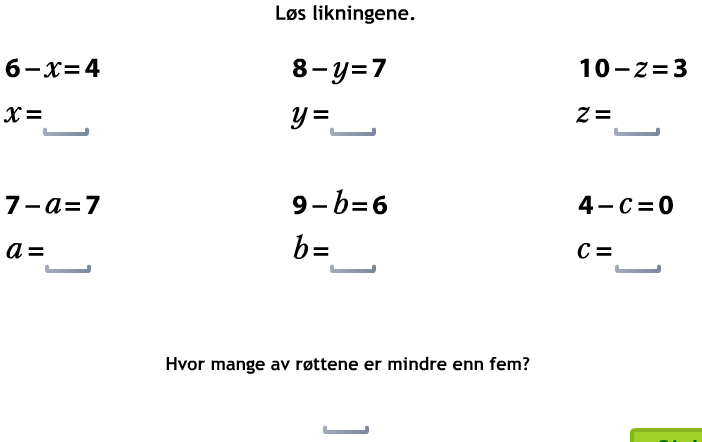 Løs likningene.
6-x=4 8-y=7 10-z=3
x= y= z=
7-a=7 9-b=6 4-c=0
a= b= c=
Hvor mange av røttene er mindre enn fem?